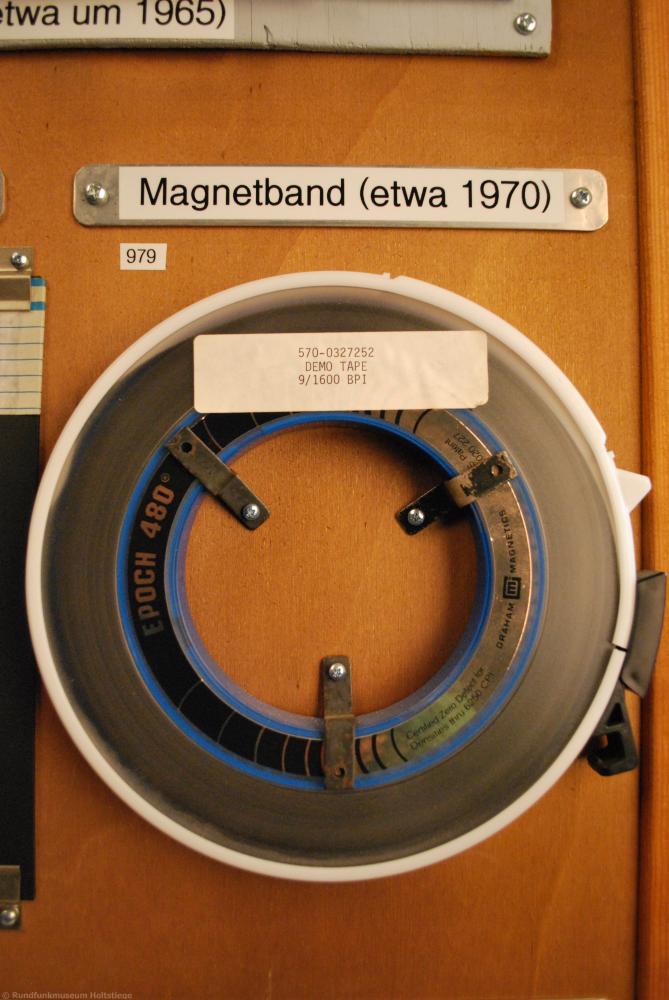 etwa um 1965)
Magnetband (etwa 1970)
979
570-0327252
DEMO TAPE
9/1600 BPI
EPOCH 480®
Patent
GRAHAM MAGNETICS
Certified Zero Defect for
Densities thru 6250 CPI
© Rundfunkmuseum Holtstiege